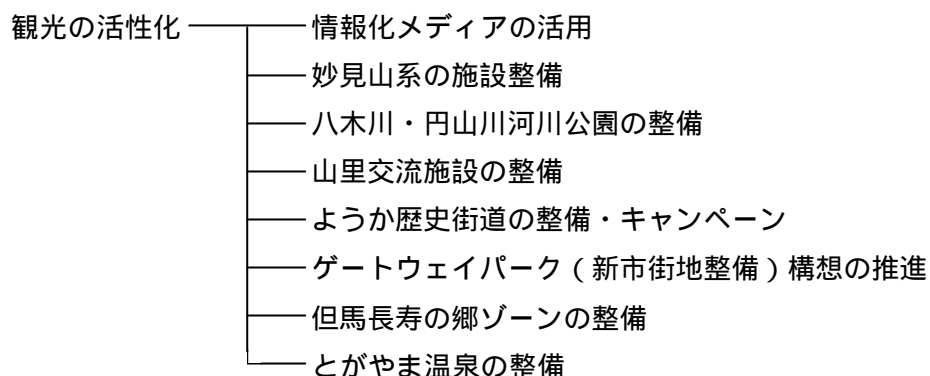 観光の活性化 情報化メディアの活用
妙見山系の施設整備
八木川・円山川河川公園の整備
山里交流施設の整備
ようか歴史街道の整備・キャンペーン
ゲートウェイパーク（新市街地整備）構想の推進
但馬長寿の郷ゾーンの整備
とがやま温泉の整備